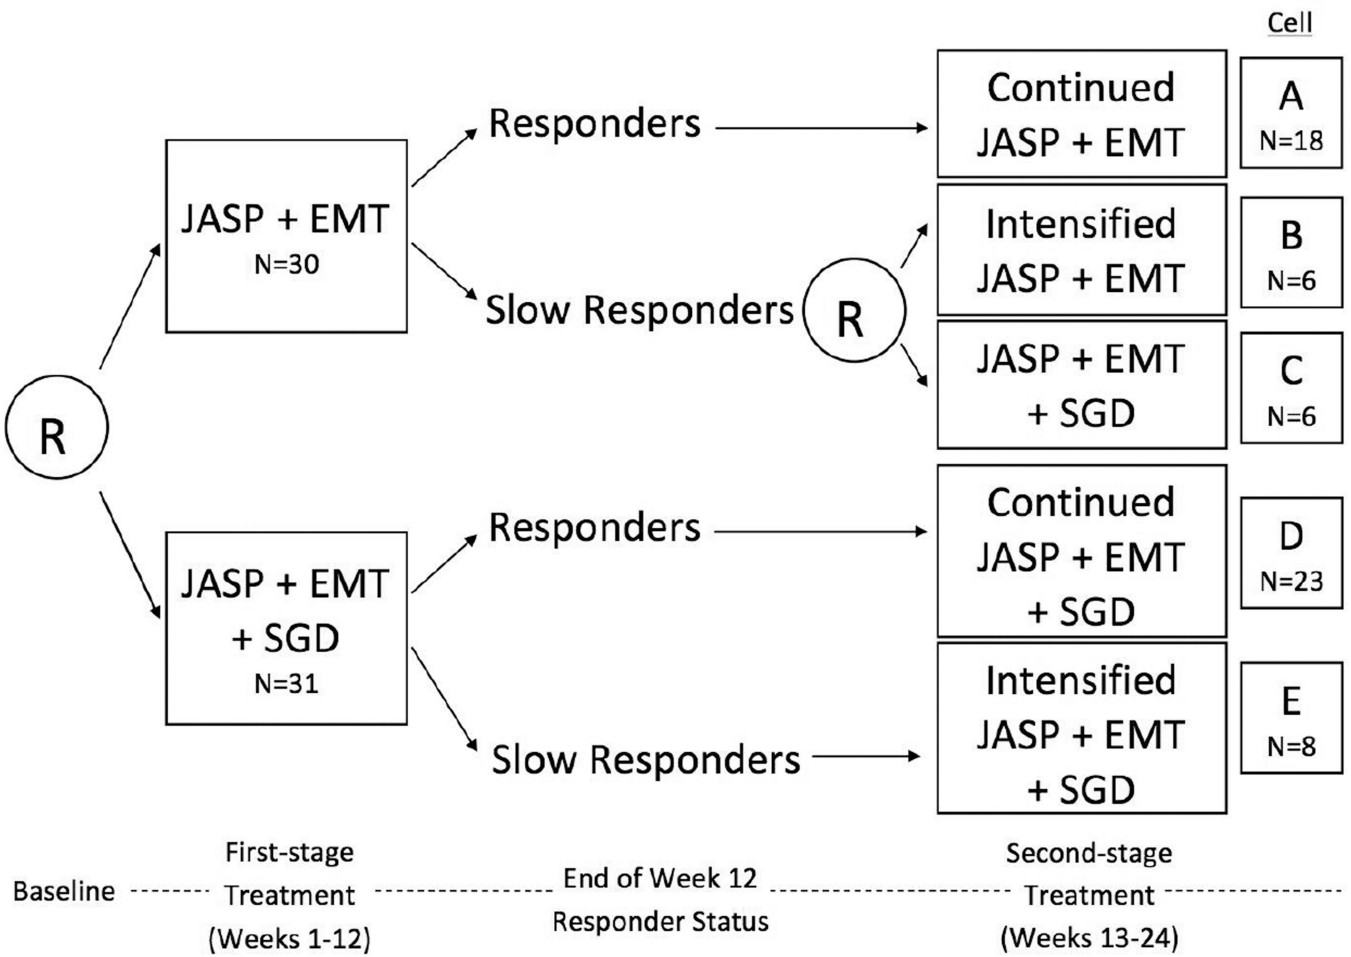 Cell
Continued
JASP + EMT
A
N=18
Responders
JASP + EMT
N=30
Intensified
JASP + EMT
B
N=6
Slow Responders
R
JASP + EMT
+ SGD
C
N=6
R
Continued
JASP + EMT
+ SGD
D
N=23
Responders
JASP + EMT
+ SGD
N=31
Intensified
JASP + EMT
+ SGD
E
N=8
Slow Responders
Baseline
First-stage
Treatment
(Weeks 1-12)
End of Week 12
Responder Status
Second-stage
Treatment
(Weeks 13-24)